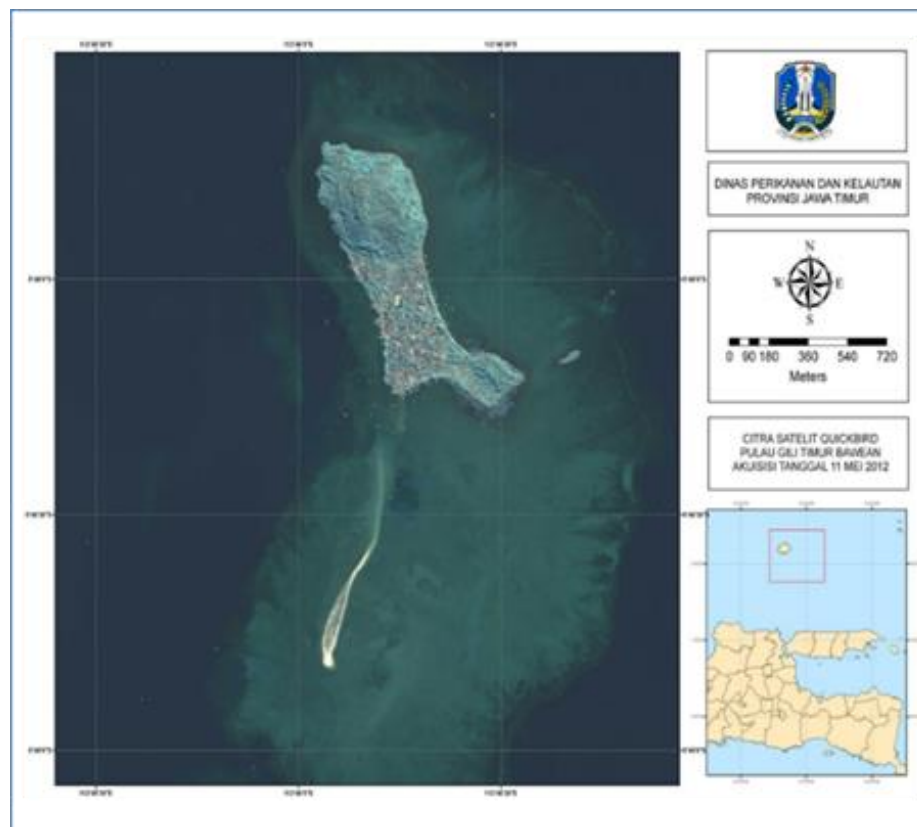 DINAS PERIKANAN DAN KELAUTAN
PROVINSI JAWA TIMUR
N
W E
S
0 90 180 360 540 720
Meters
CITRA SATELIT QUICKBIRD
PULAU GILI TIMUR BAWEAN
AKUISISI TANGGAL 11 MEI 2012